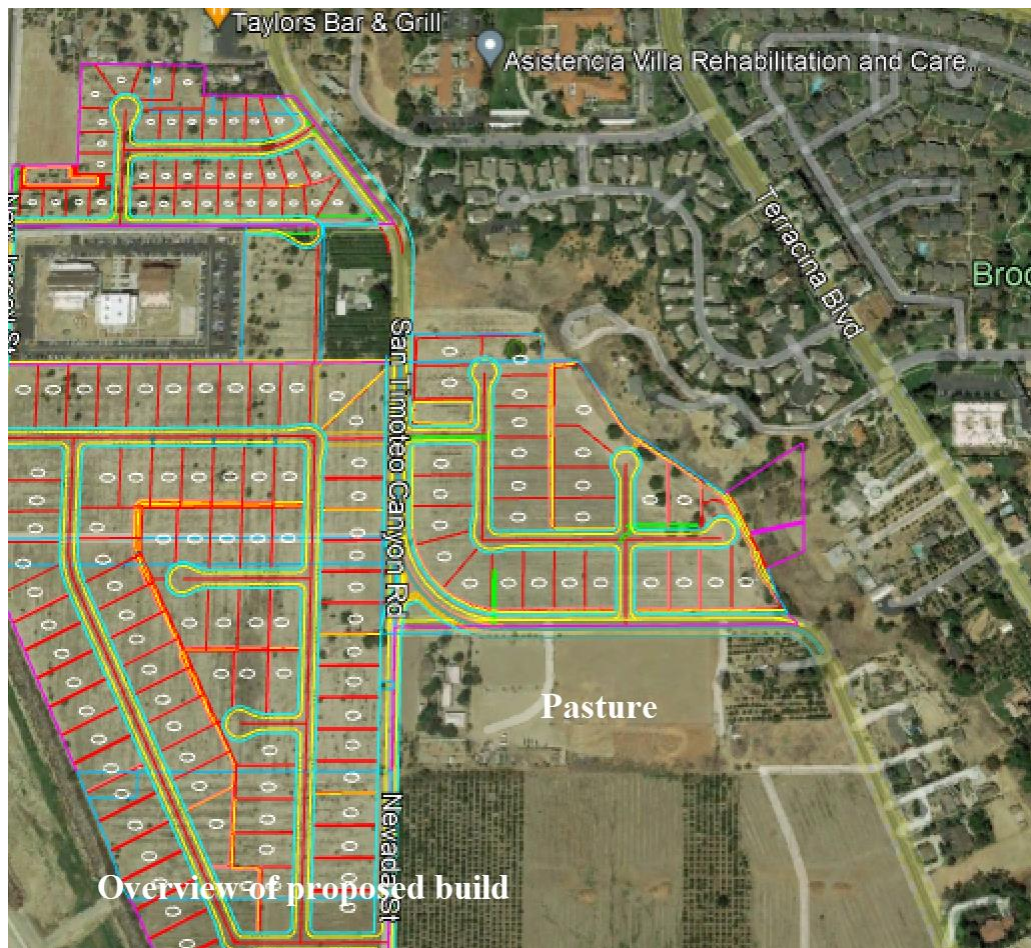 Taylors Bar & Grill
Asistencia Villa Rehabilitation and Care...
Terracina Blvd
Broo
San Timoteo Canyon Rd
Pasture
Nevada St
Overview of proposed build